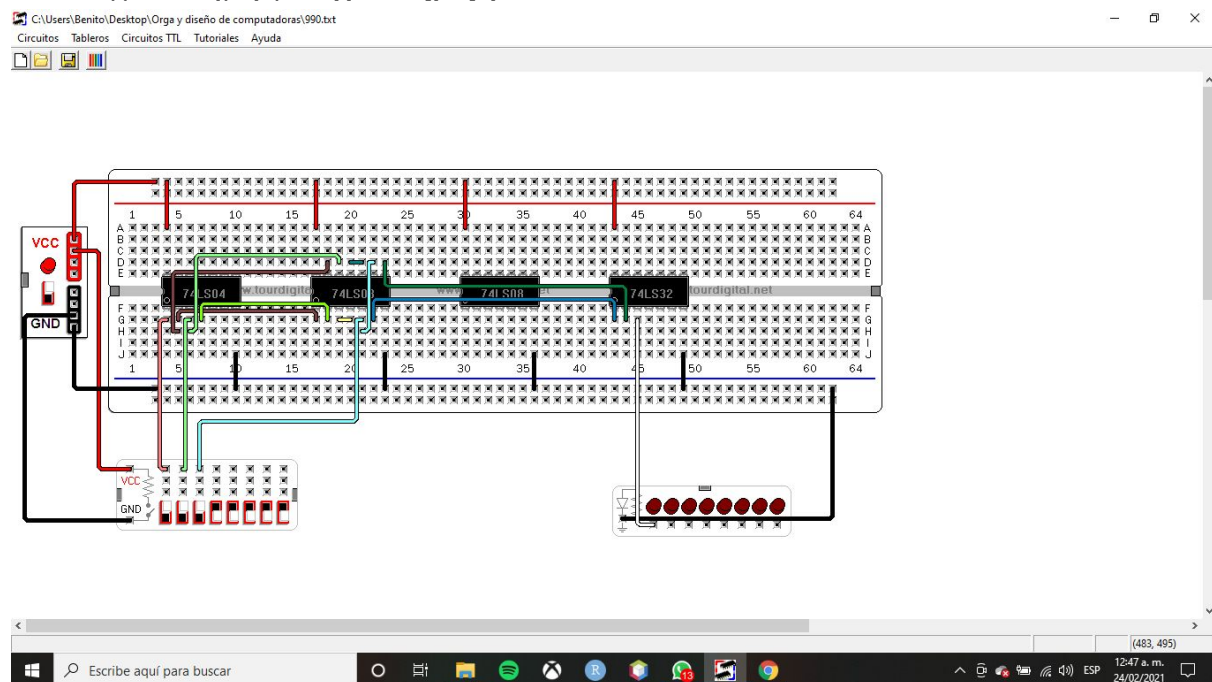 C:\Users\Benito\Desktop\Orga y diseño de computadoras\990.txt
Circuitos Tableros Circuitos TTL Tutoriales Ayuda
1 5 10 15 20 25 30 35 40 45 50 55 60 64
A A
B B
C C
D D
E E
VCC
74LS04 74LS08 74LS32
tourdigital.net
F F
G G
H H
I I
J J
GND
1 5 10 15 20 25 30 35 40 45 50 55 60 64
VCC
GND
(483, 495)
Escribe aquí para buscar
R
13
ESP
12:47 a. m.
24/02/2021